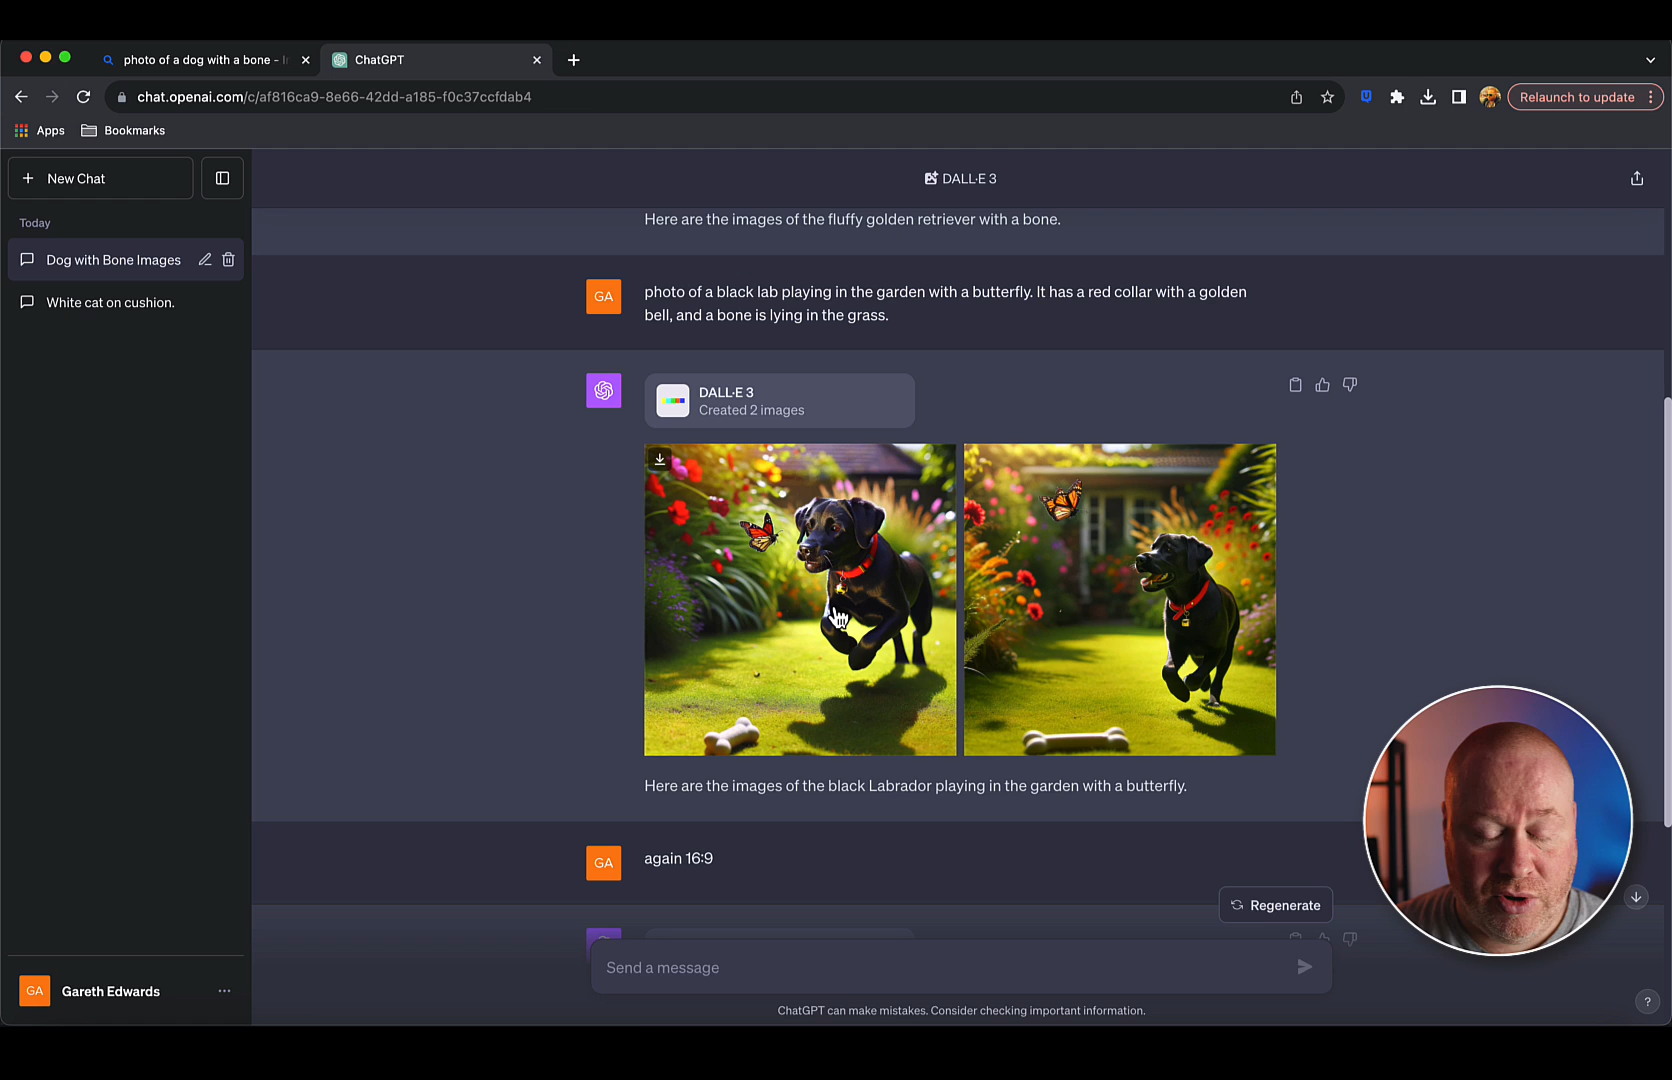 photo of a dog with a bone - I
ChatGPT
chat.openai.com/c/af816ca9-8e66-42dd-a185-f0c37ccfdab4
Relaunch to update
Apps
Bookmarks
New Chat
DALL·E 3
Today
Here are the images of the fluffy golden retriever with a bone.
Dog with Bone Images
White cat on cushion.
GA
photo of a black lab playing in the garden with a butterfly. It has a red collar with a golden
bell, and a bone is lying in the grass.
DALL·E 3
Created 2 images
Here are the images of the black Labrador playing in the garden with a butterfly.
GA
again 16:9
Regenerate
Send a message
GA
Gareth Edwards
ChatGPT can make mistakes. Consider checking important information.
?